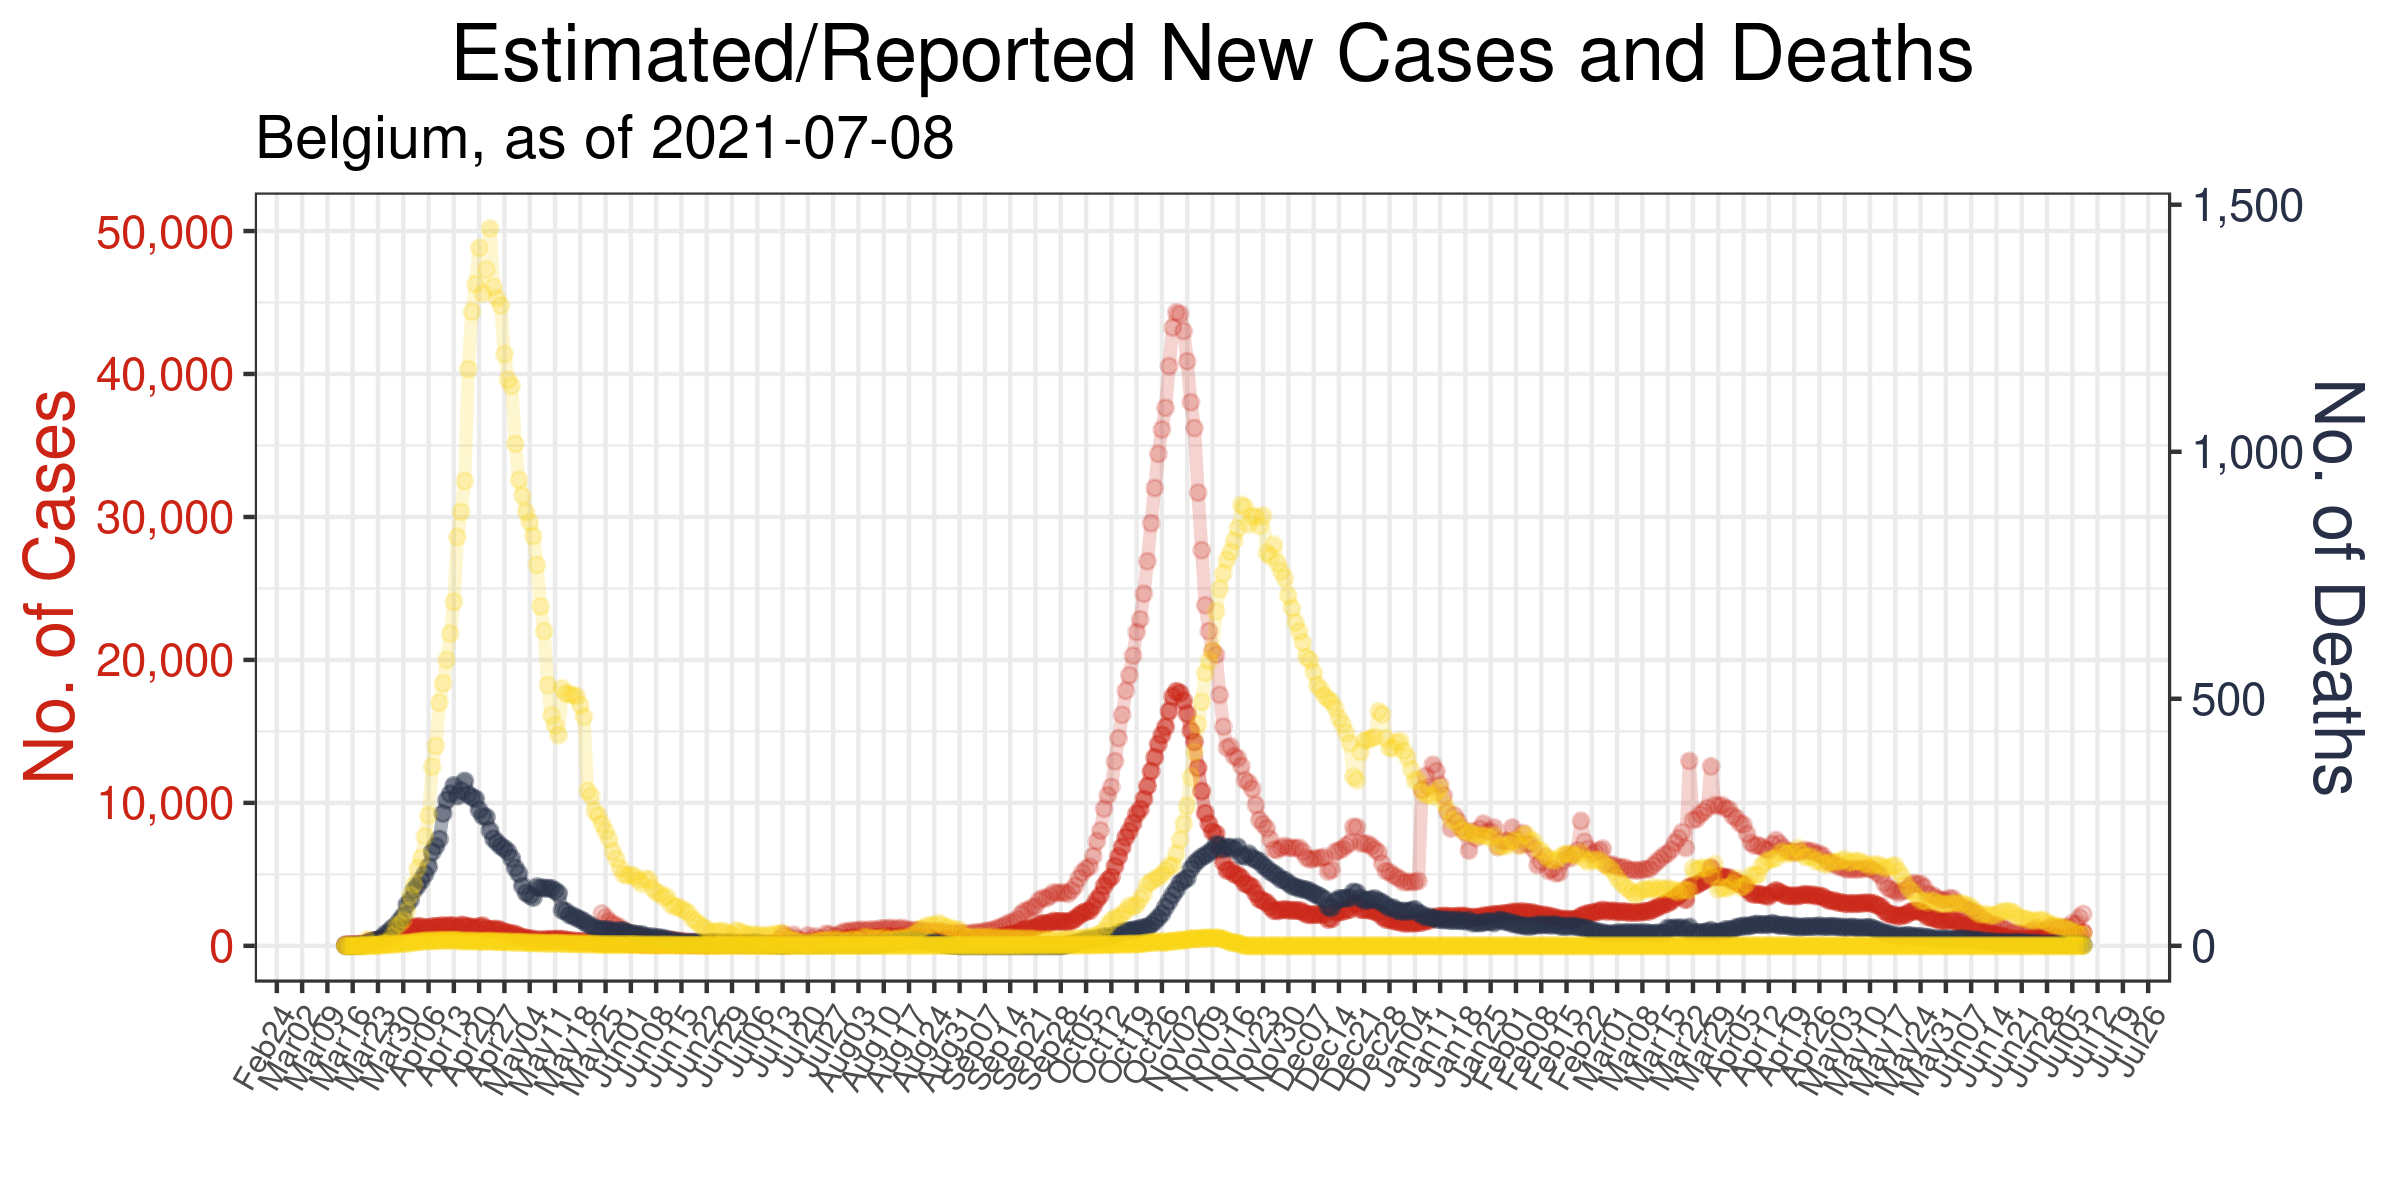 Estimated/Reported New Cases and Deaths
Belgium, as of 2021-07-08
No. of Cases
50,000
40,000
30,000
20,000
10,000
0
1,500
1,000
500
0
No. of Deaths
Feb24
Mar02
Mar09
Mar16
Mar23
Mar30
Apr06
Apr13
Apr20
Apr27
May04
May11
May18
May25
Jun01
Jun08
Jun15
Jun22
Jun29
Jul06
Jul13
Jul20
Jul27
Aug03
Aug10
Aug17
Aug24
Aug31
Sep07
Sep14
Sep21
Sep28
Oct05
Oct12
Oct19
Oct26
Nov02
Nov09
Nov16
Nov23
Nov30
Dec07
Dec14
Dec21
Dec28
Jan04
Jan11
Jan18
Jan25
Feb01
Feb08
Feb15
Feb22
Mar01
Mar08
Mar15
Mar22
Mar29
Apr05
Apr12
Apr19
Apr26
May03
May10
May17
May24
May31
Jun07
Jun14
Jun21
Jun28
Jul05
Jul12
Jul19
Jul26